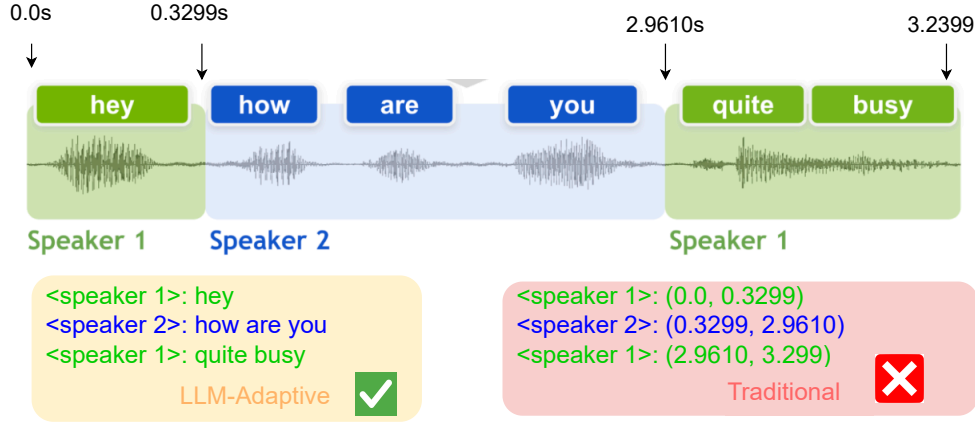 0.0s
0.3299s
2.9610s
3.2399
hey
how
are
you
quite
busy
Speaker 1
Speaker 2
Speaker 1
<speaker 1>: hey
<speaker 2>: how are you
<speaker 1>: quite busy
LLM-Adaptive
<speaker 1>: (0.0, 0.3299)
<speaker 2>: (0.3299, 2.9610)
<speaker 1>: (2.9610, 3.299)
Traditional